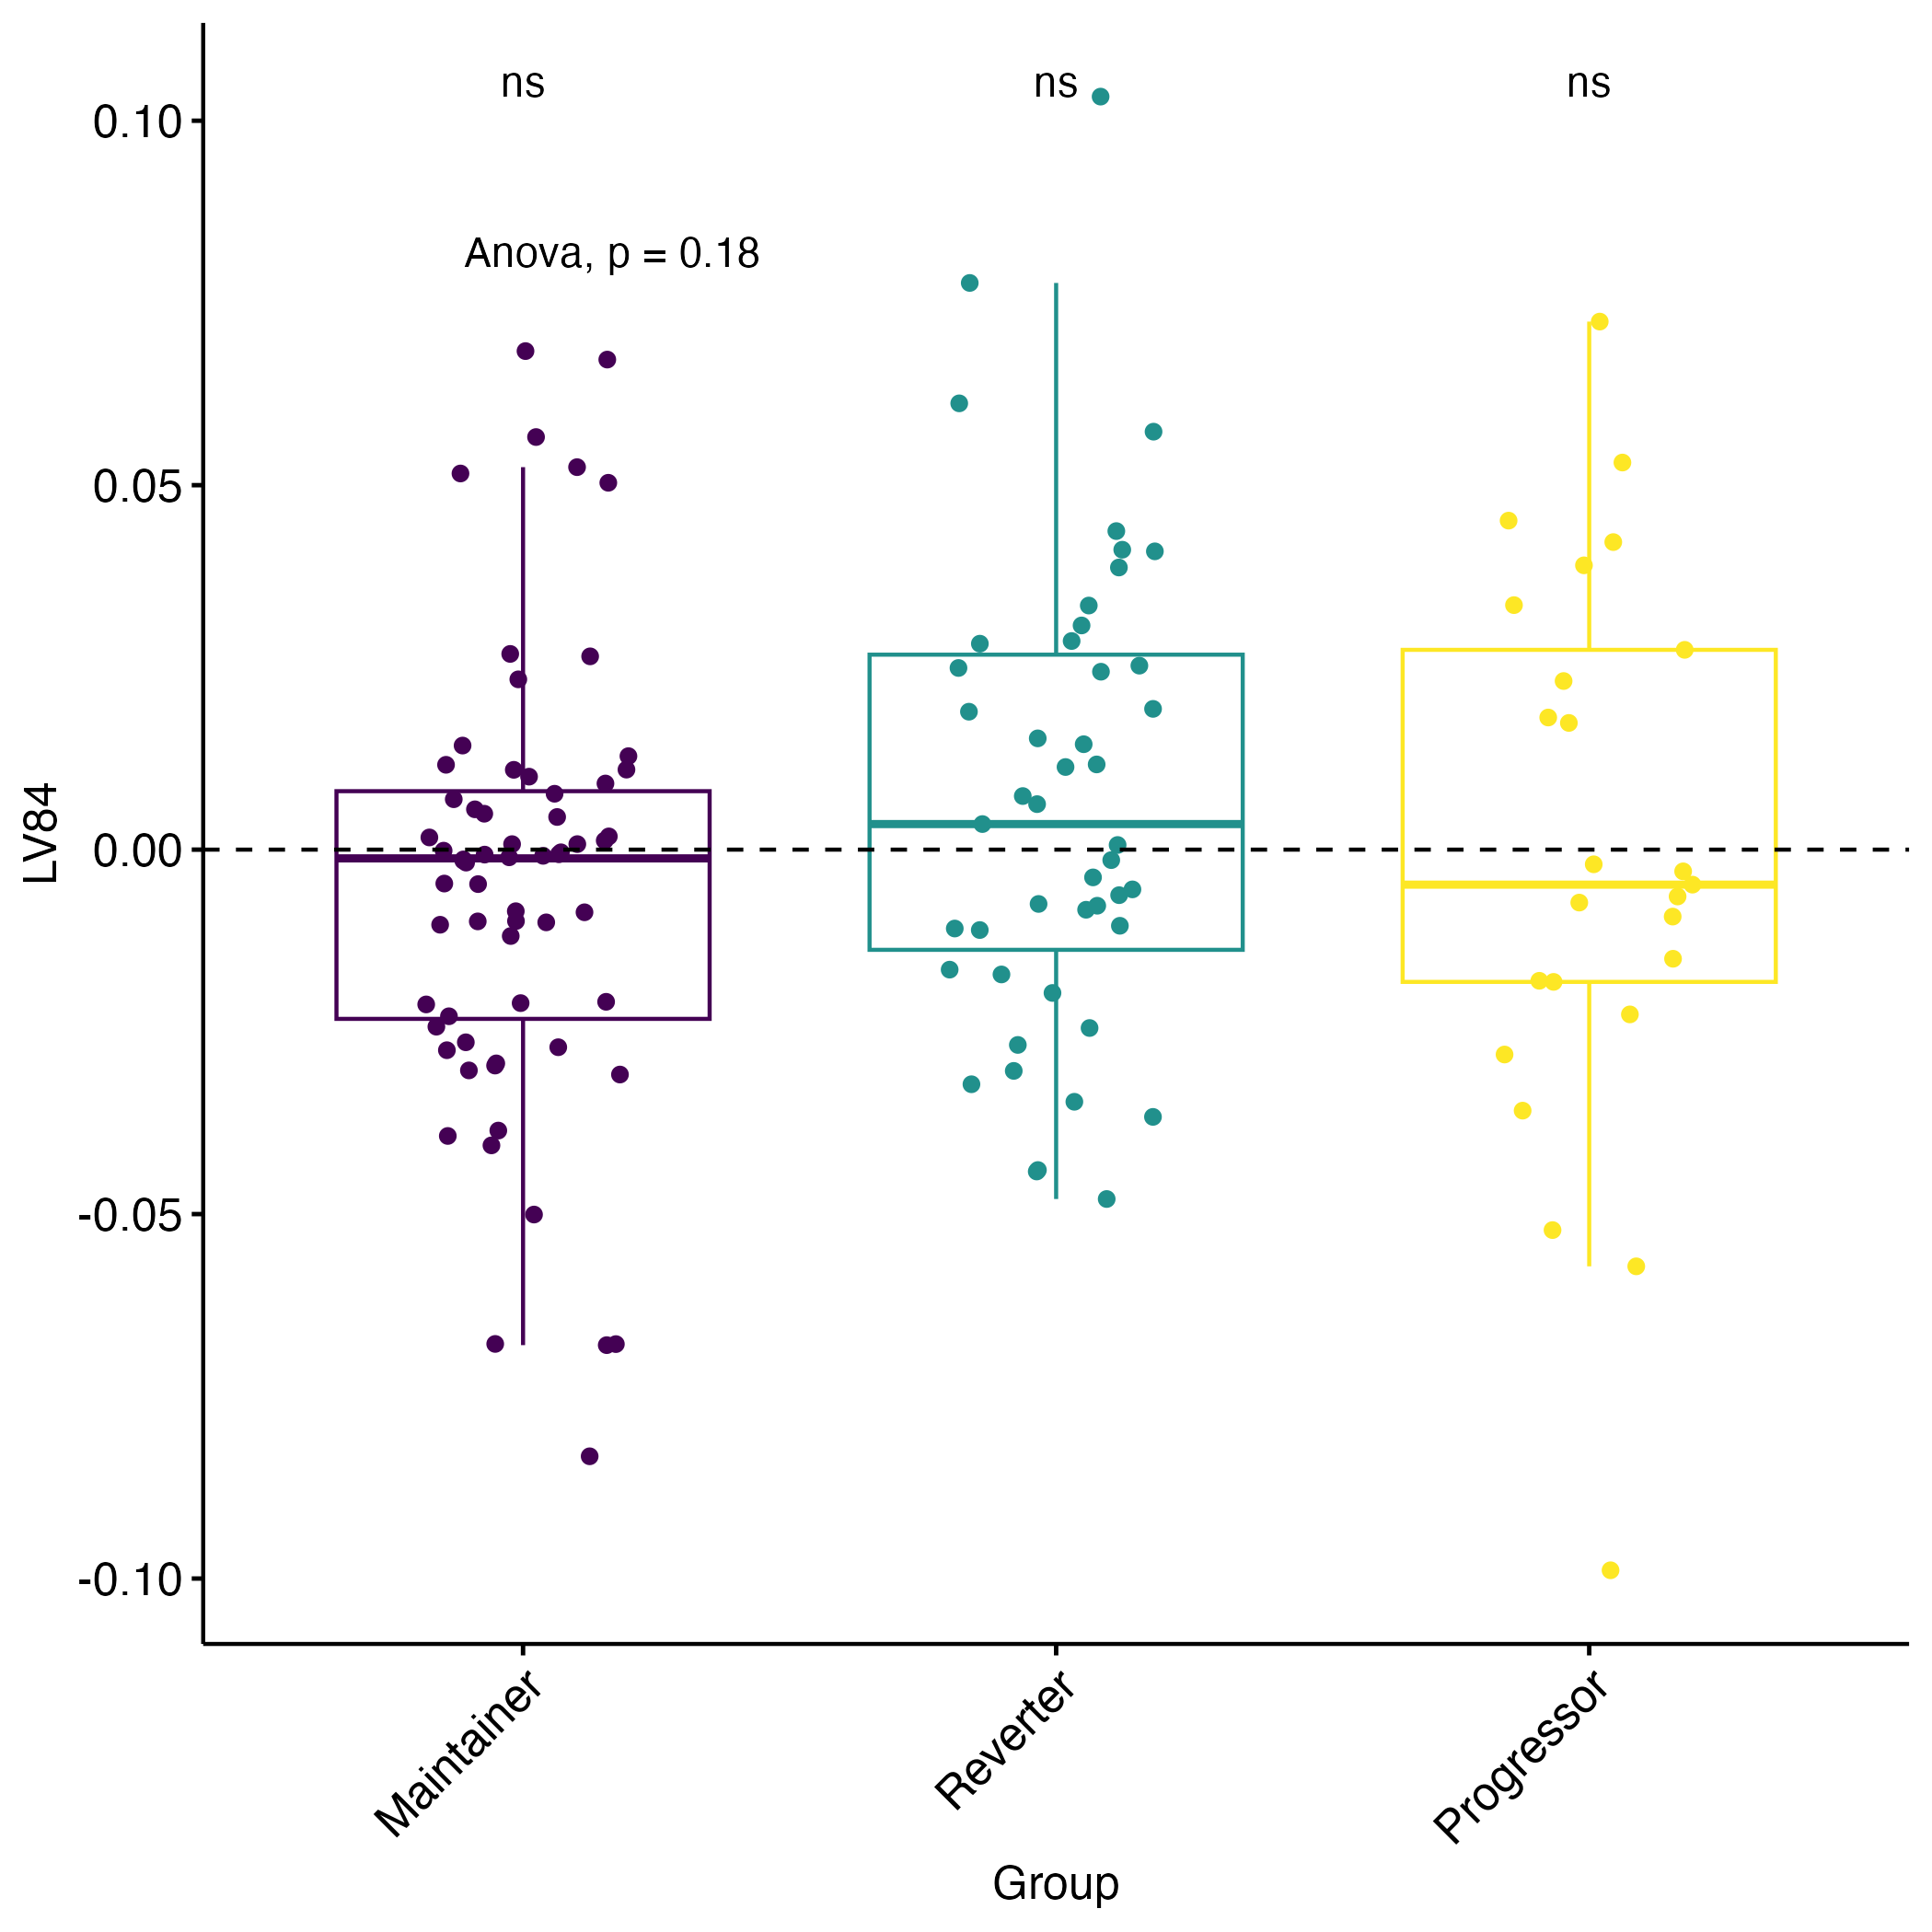 ns ns ns
Anova, p = 0.18
0.10
0.05
0.00
-0.05
-0.10
LV84
Maintainer
Reverter
Progressor
Group